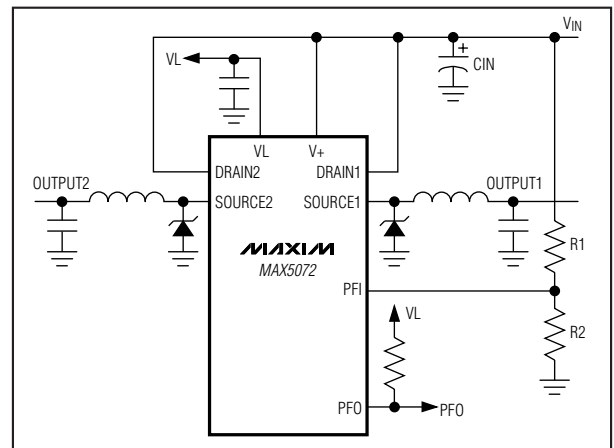 VIN
VL
CIN
VL
V+
DRAIN2
DRAIN1
OUTPUT2
SOURCE2
SOURCE1
OUTPUT1
MAXIM
MAX5072
R1
PFI
VL
R2
PFO
PFO